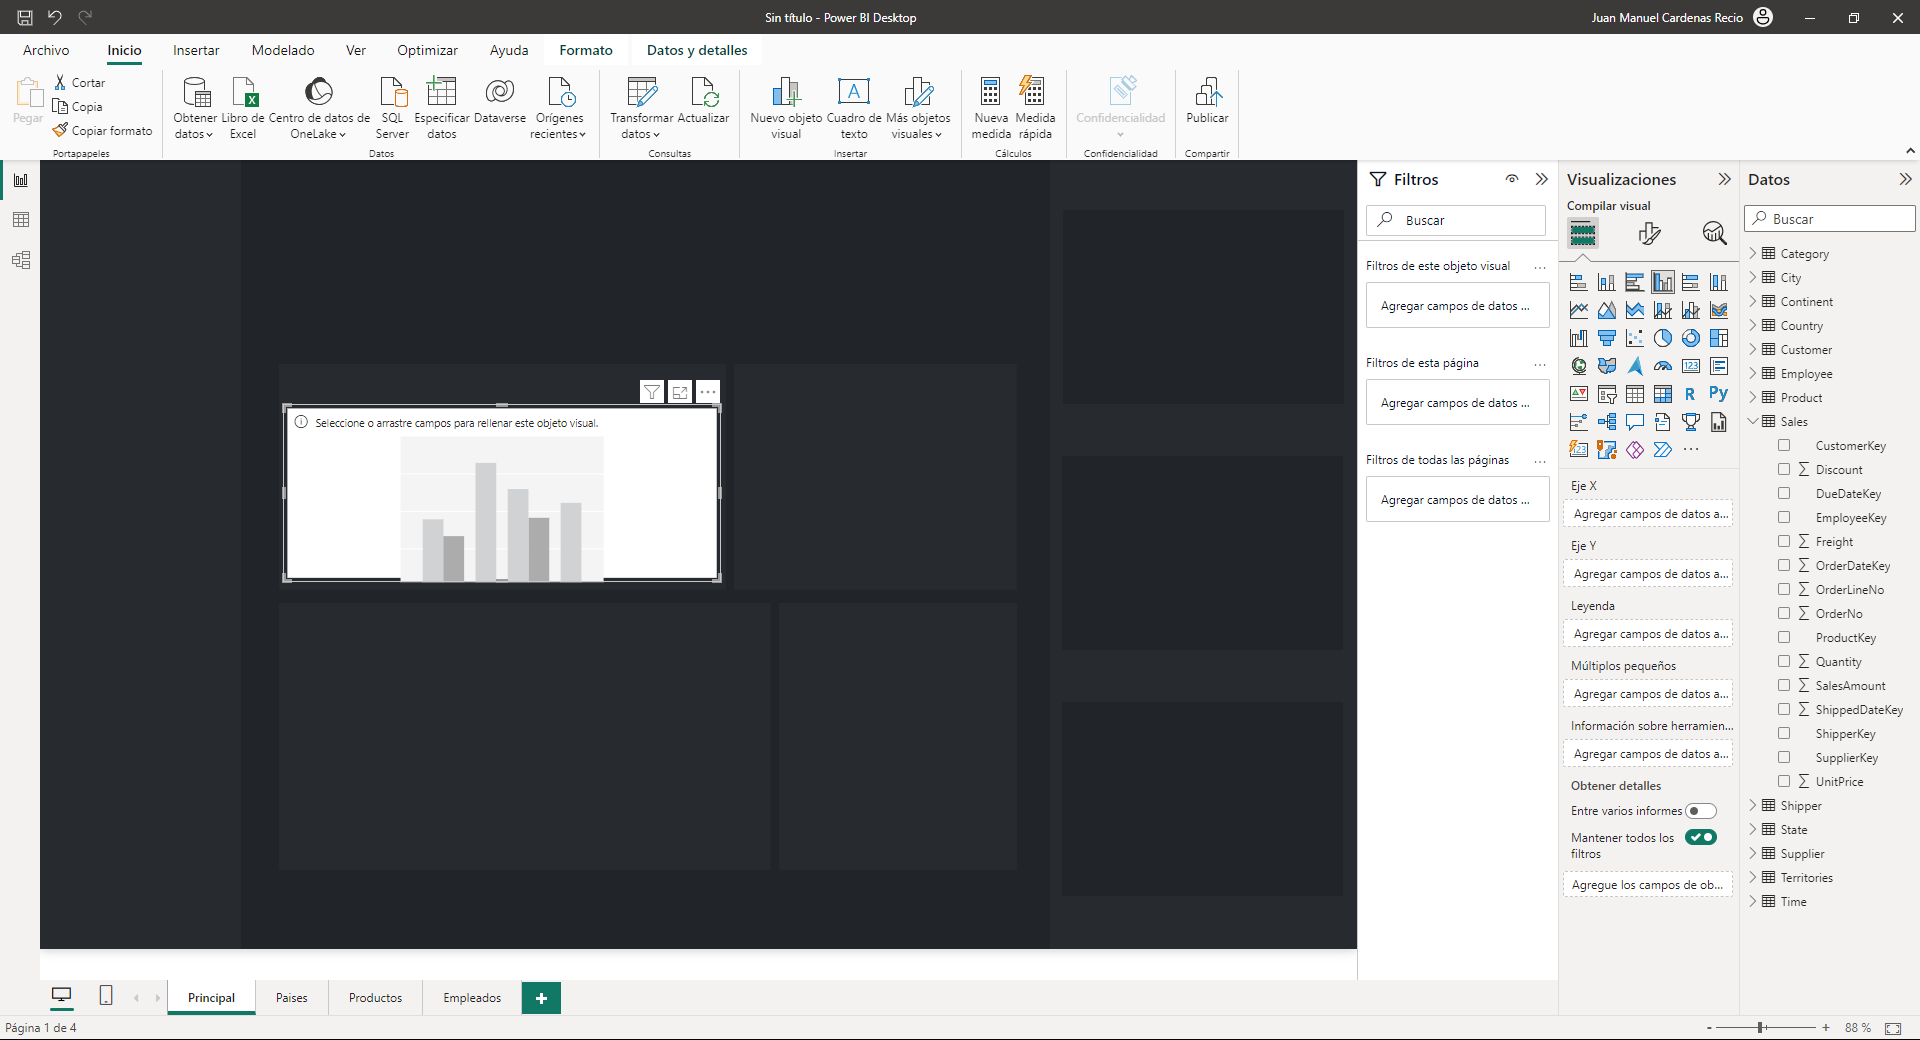 Sin título - Power BI Desktop
Juan Manuel Cardenas Recio
Archivo
Inicio
Insertar
Modelado
Ver
Optimizar
Ayuda
Formato
Datos y detalles
Pegar
Cortar
Copia
Copiar formato
Portapapeles
Obtener
datos
Libro de
Excel
Centro de datos de
OneLake
SQL
Server
Especificar
datos
Dataverse
Orígenes
recientes
Datos
Transformar
datos
Actualizar
Consultas
Nuevo objeto
visual
Cuadro de
texto
Más objetos
visuales
Insertar
Nueva
medida
Medida
rápida
Cálculos
Confidencialidad
Confidencialidad
Publicar
Compartir
Seleccione o arrastre campos para rellenar este objeto visual.
Filtros
Buscar
Filtros de este objeto visual
Agregar campos de datos ...
Filtros de esta página
Agregar campos de datos ...
Filtros de todas las páginas
Agregar campos de datos ...
Visualizaciones
Compilar visual
123
R
Py
123
Eje X
Agregar campos de datos a...
Eje Y
Agregar campos de datos a...
Leyenda
Agregar campos de datos a...
Múltiplos pequeños
Agregar campos de datos a...
Información sobre herramien...
Agregar campos de datos a...
Obtener detalles
Entre varios informes
Mantener todos los
filtros
Agregue los campos de ob...
Datos
Buscar
Category
City
Continent
Country
Customer
Employee
Product
Sales
CustomerKey
Discount
DueDateKey
EmployeeKey
Freight
OrderDateKey
OrderLineNo
OrderNo
ProductKey
Quantity
SalesAmount
ShippedDateKey
ShipperKey
SupplierKey
UnitPrice
Shipper
State
Supplier
Territories
Time
Principal
Paises
Productos
Empleados
Página 1 de 4
- + 88 %